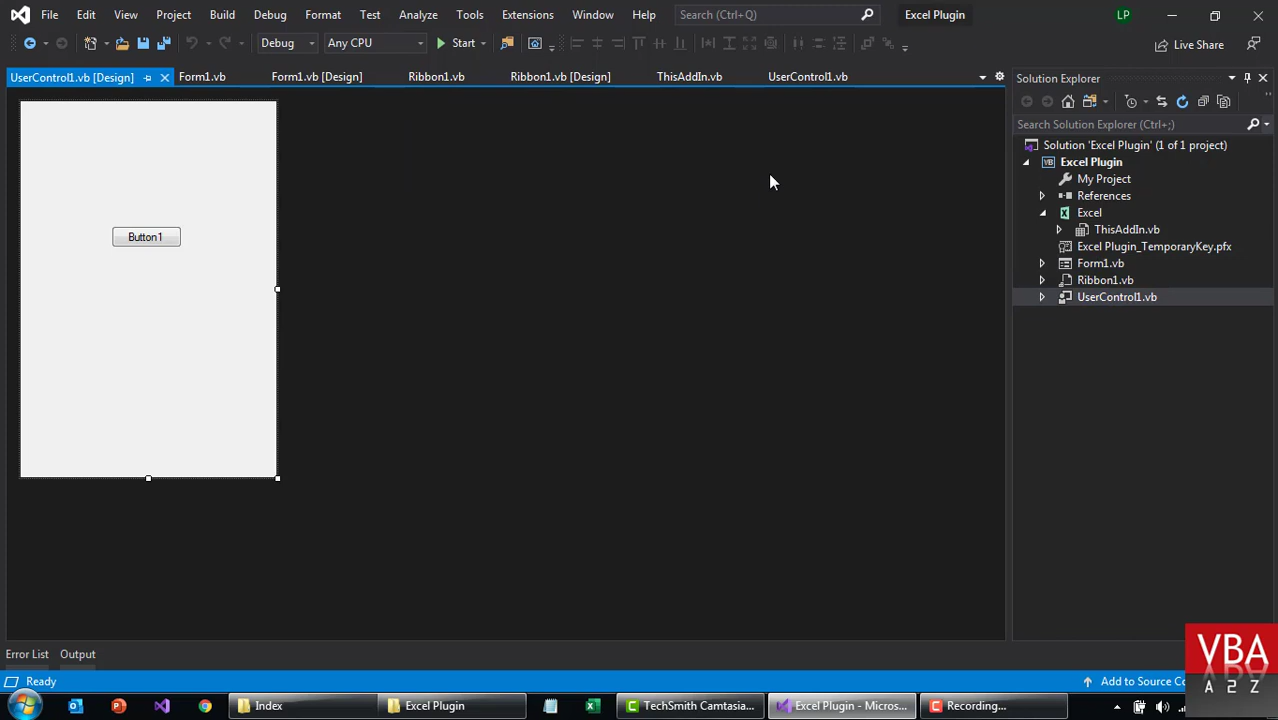 File Edit View Project Build Debug Format Test Analyze Tools Extensions Window Help Search (Ctrl+Q) Excel Plugin LP
Debug Any CPU Start Live Share
UserControl1.vb [Design] Form1.vb Form1.vb [Design] Ribbon1.vb Ribbon1.vb [Design] ThisAddIn.vb UserControl1.vb
Solution Explorer
Search Solution Explorer (Ctrl+;)
Solution 'Excel Plugin' (1 of 1 project)
VB Excel Plugin
My Project
References
Excel
ThisAddIn.vb
Excel Plugin_TemporaryKey.pfx
Form1.vb
Ribbon1.vb
UserControl1.vb
Button1
Error List Output
Ready Add to Source Co
VBA
A 2 Z
Index Excel Plugin TechSmith Camtasia... Excel Plugin - Micros... Recording...